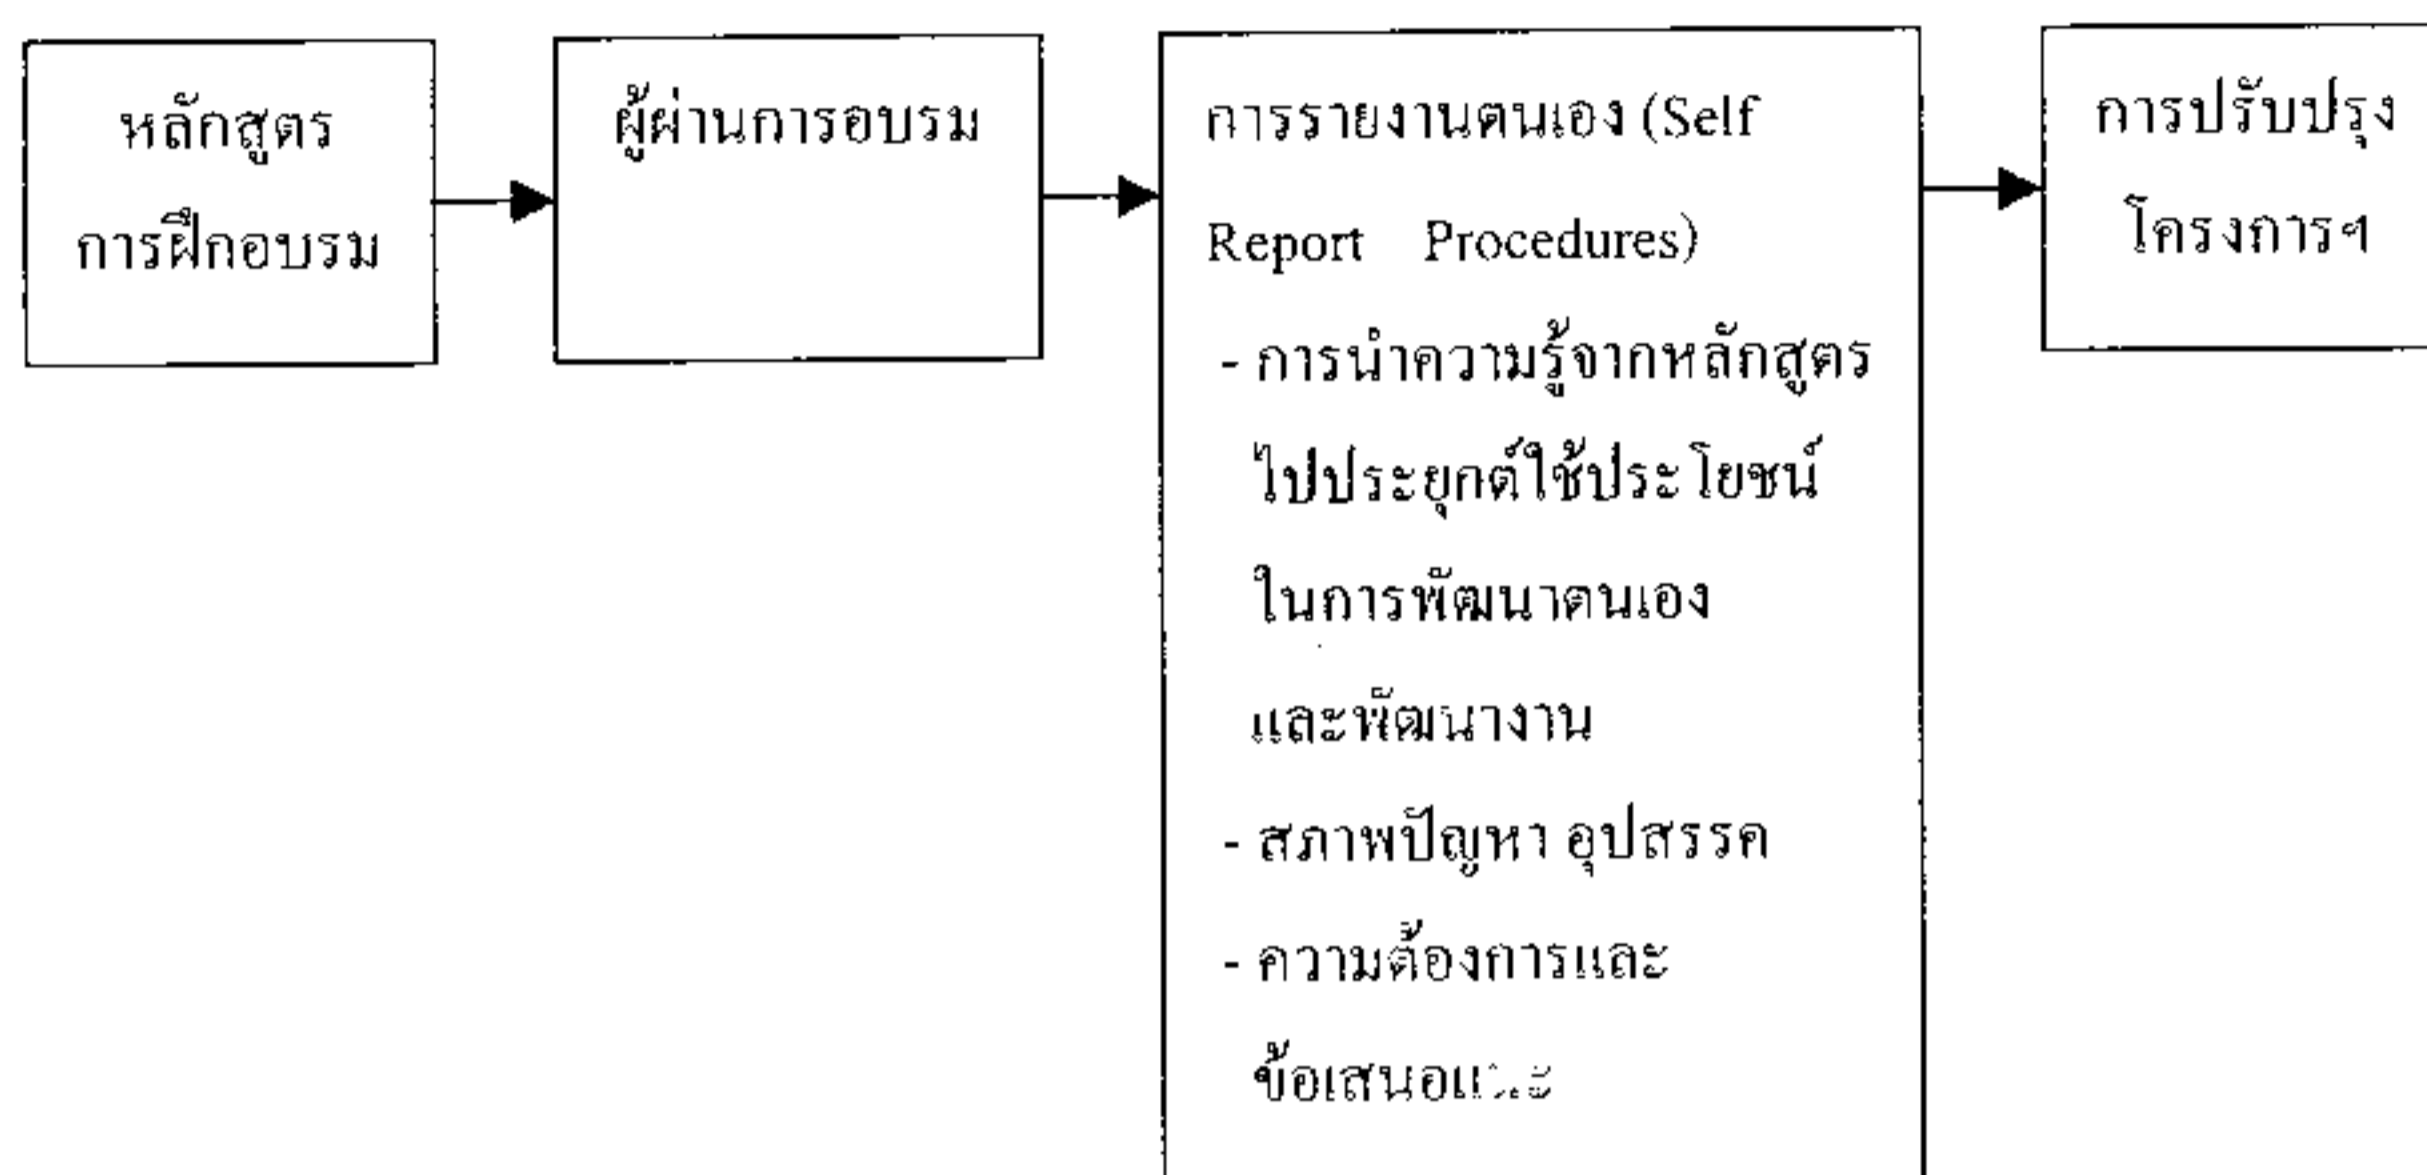 หลักสูตร
การฝึกอบรม
ผู้ผ่านการอบรม
การรายงานตนเอง (Self
Report Procedures)
- การนำความรู้จากหลักสูตร
ไปประยุกต์ใช้ประโยชน์
ในการพัฒนาตนเอง
และพัฒนางาน
- สภาพปัญหา อุปสรรค
- ความต้องการและ
ข้อเสนอแนะ
การปรับปรุง
โครงการฯ